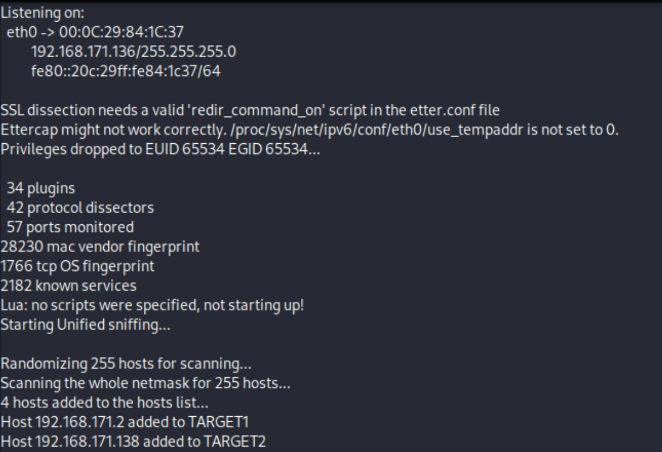 Listening on:
eth0 -> 00:0C:29:84:1C:37
192.168.171.136/255.255.255.0
fe80::20c:29ff:fe84:1c37/64
SSL dissection needs a valid 'redir_command_on' script in the etter.conf file
Ettercap might not work correctly. /proc/sys/net/ipv6/conf/eth0/use_tempaddr is not set to 0.
Privileges dropped to EUID 65534 EGID 65534...
34 plugins
42 protocol dissectors
57 ports monitored
28230 mac vendor fingerprint
1766 tcp OS fingerprint
2182 known services
Lua: no scripts were specified, not starting up!
Starting Unified sniffing...
Randomizing 255 hosts for scanning...
Scanning the whole netmask for 255 hosts...
4 hosts added to the hosts list...
Host 192.168.171.2 added to TARGET1
Host 192.168.171.138 added to TARGET2